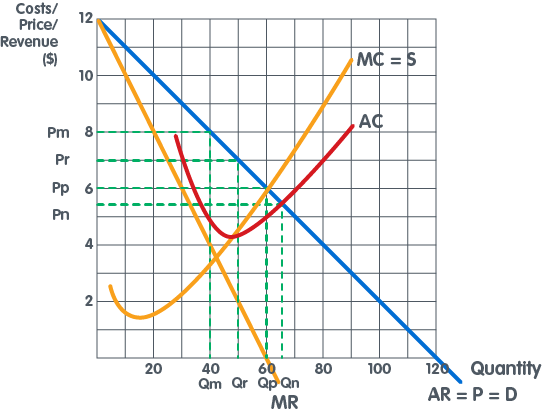 Costs/
Price/
Revenue
($)
12
10
MC = S
AC
Pm
8
Pr
Pp
6
Pn
4
2
20
40
60
80
100
120
Quantity
Qm
Qr
Qp
Qn
MR
AR = P = D